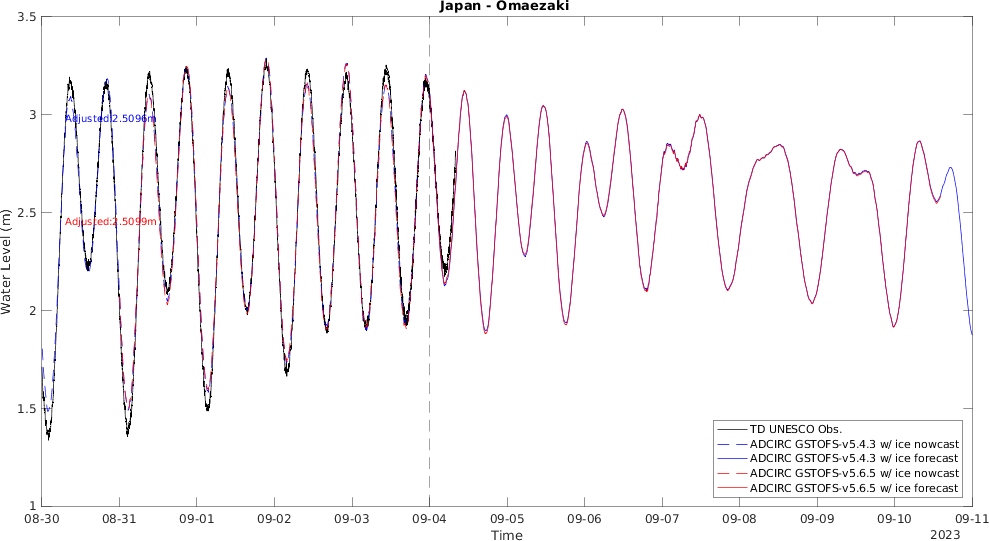 Japan - Omaezaki
3.5
3
2.5
2
1.5
1
Water Level (m)
Adjusted:2.5096m
Adjusted:2.5099m
TD UNESCO Obs.
ADCIRC GSTOFS-v5.4.3 w/ ice nowcast
ADCIRC GSTOFS-v5.4.3 w/ ice forecast
ADCIRC GSTOFS-v5.6.5 w/ ice nowcast
ADCIRC GSTOFS-v5.6.5 w/ ice forecast
08-30 08-31 09-01 09-02 09-03 09-04 09-05 09-06 09-07 09-08 09-09 09-10 09-11
Time
2023